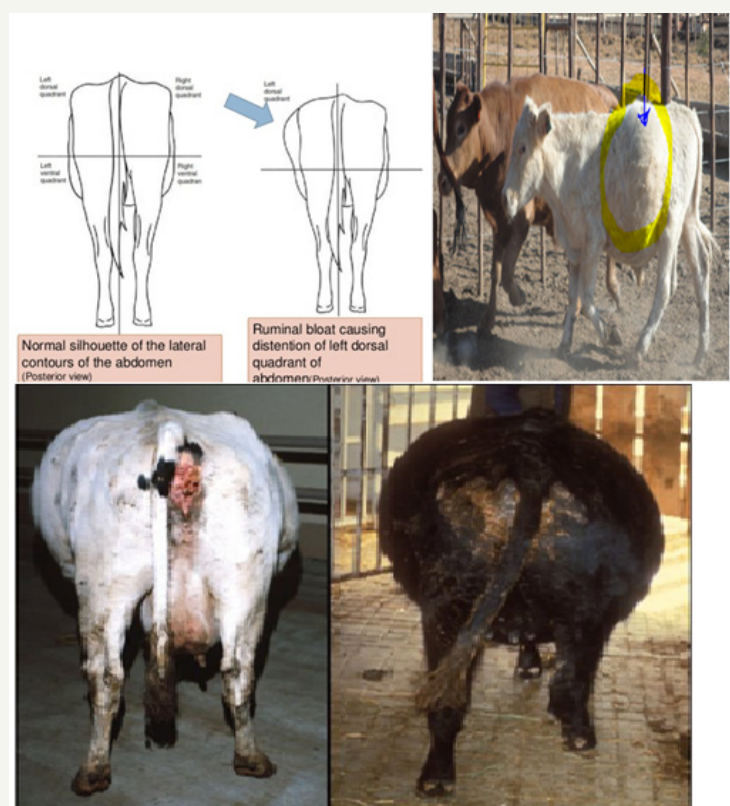 Left
dorsal
quadrant
Right
dorsal
quadrant
Left
ventral
quadrant
Right
ventral
quadran
Left
dorsal
quadrant
Normal silhouette of the lateral
contours of the abdomen
(Posterior view)
Ruminal bloat causing
distention of left dorsal
quadrant of
abdomen(Posterior view)